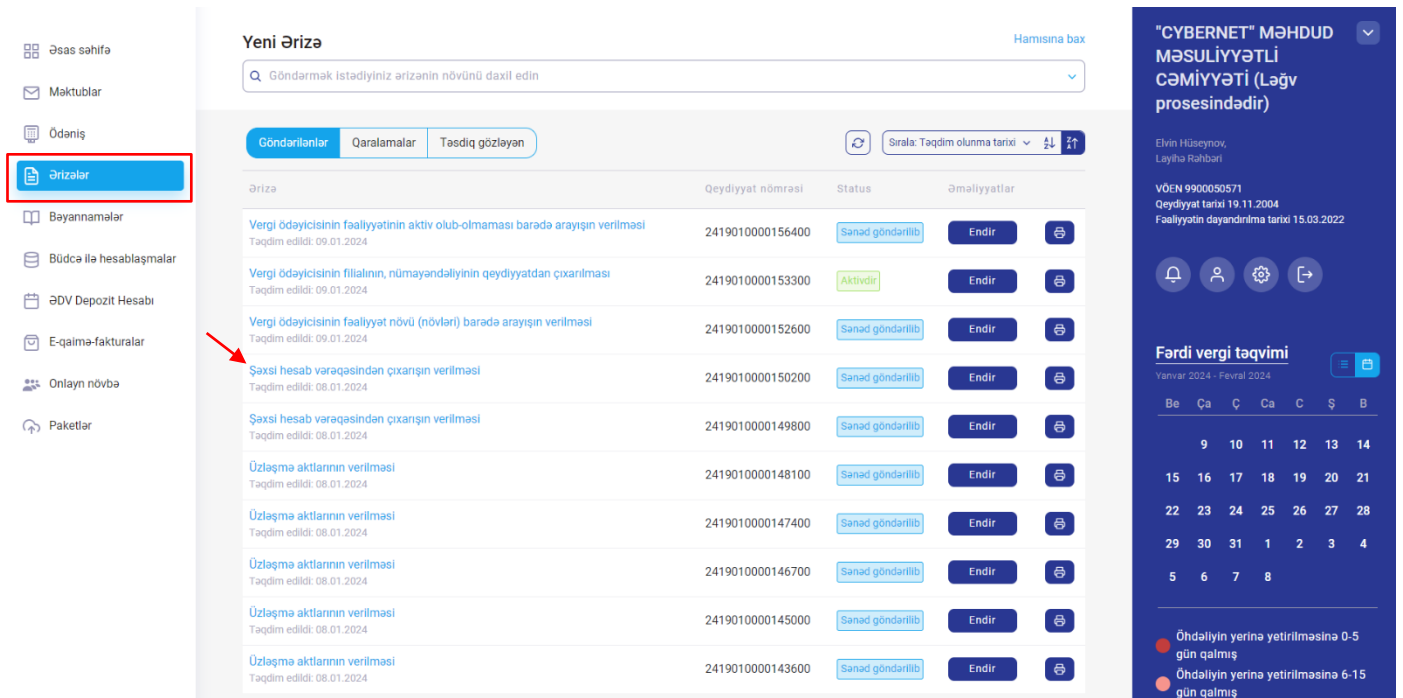 Əsas səhifə
Məktublar
Ödəniş
Ərizələr
Bəyannamələr
Büdcə ilə hesablaşmalar
ƏDV Depozit Hesabı
E-qaimə-fakturalar
Onlayn növbə
Paketlər
Yeni Ərizə
Hamısına bax
Göndərmək istədiyiniz ərizənin növünü daxil edin
Göndərilənlər Qaralamalar Təsdiq gözləyən
Sırala: Təqdim olunma tarixi
Ərizə Qeydiyyat nömrəsi Status Əməliyyatlar
Vergi ödəyicisinin fəaliyyətinin aktiv olub-olmaması barədə arayışın verilməsi
Təqdim edildi: 09.01.2024
2419010000156400 Sənəd göndərilib Endir
Vergi ödəyicisinin filialının, nümayəndəliyinin qeydiyyatdan çıxarılması
Təqdim edildi: 09.01.2024
2419010000153300 Aktivdir Endir
Vergi ödəyicisinin fəaliyyət növü (növləri) barədə arayışın verilməsi
Təqdim edildi: 09.01.2024
2419010000152600 Sənəd göndərilib Endir
Şəxsi hesab vərəqəsindən çıxarışın verilməsi
Təqdim edildi: 08.01.2024
2419010000150200 Sənəd göndərilib Endir
Şəxsi hesab vərəqəsindən çıxarışın verilməsi
Təqdim edildi: 08.01.2024
2419010000149800 Sənəd göndərilib Endir
Üzləşmə aktlarının verilməsi
Təqdim edildi: 08.01.2024
2419010000148100 Sənəd göndərilib Endir
Üzləşmə aktlarının verilməsi
Təqdim edildi: 08.01.2024
2419010000147400 Sənəd göndərilib Endir
Üzləşmə aktlarının verilməsi
Təqdim edildi: 08.01.2024
2419010000146700 Sənəd göndərilib Endir
Üzləşmə aktlarının verilməsi
Təqdim edildi: 08.01.2024
2419010000145000 Sənəd göndərilib Endir
Üzləşmə aktlarının verilməsi
Təqdim edildi: 08.01.2024
2419010000143600 Sənəd göndərilib Endir
"CYBERNET" MƏHDUD
MƏSULİYYƏTLİ
CƏMİYYƏTİ (Ləğv
prosesindədir)
Elvin Hüseynov,
Layihə Rəhbəri
VÖEN 9900050571
Qeydiyyat tarixi 19.11.2004
Fəaliyyətin dayandırılma tarixi 15.03.2022
Fərdi vergi təqvimi
Yanvar 2024 - Fevral 2024
Be Ça Ç Ca C Ş B
9 10 11 12 13 14
15 16 17 18 19 20 21
22 23 24 25 26 27 28
29 30 31 1 2 3 4
5 6 7 8
Öhdəliyin yerinə yetirilməsinə 0-5
gün qalmış
Öhdəliyin yerinə yetirilməsinə 6-15
gün qalmış